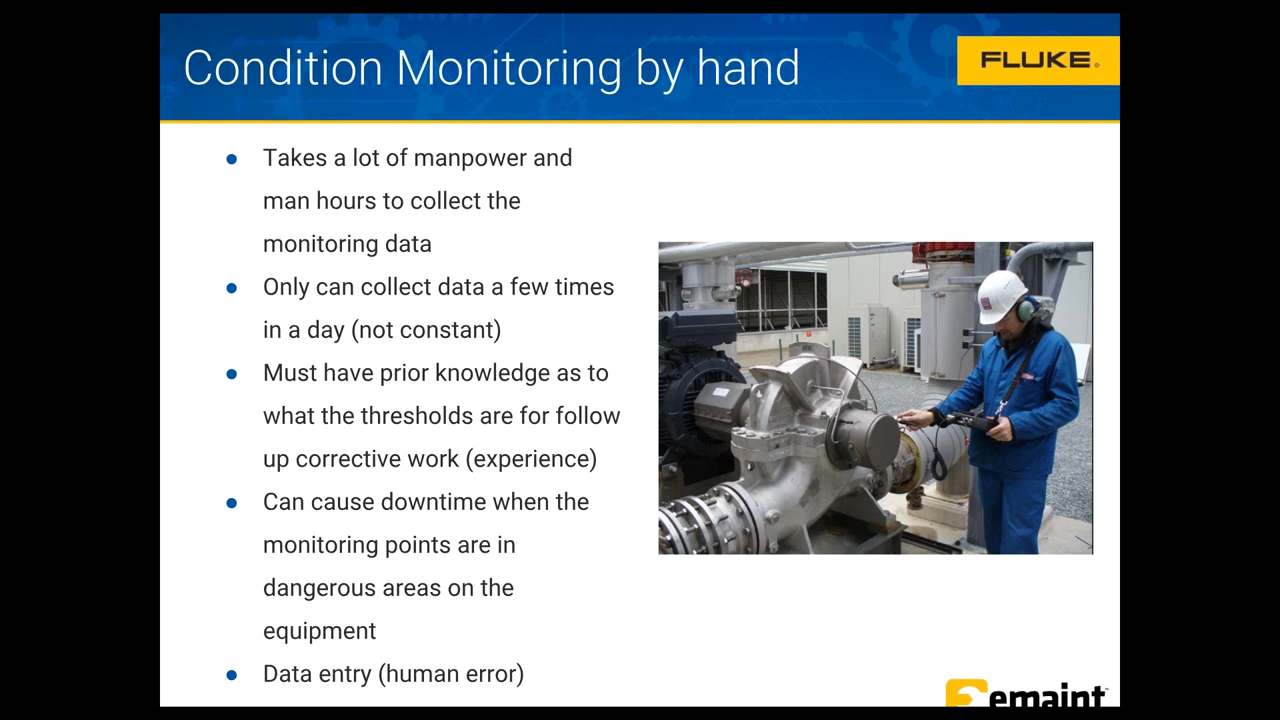 Condition Monitoring by hand
FLUKE®
● Takes a lot of manpower and
man hours to collect the
monitoring data
● Only can collect data a few times
in a day (not constant)
● Must have prior knowledge as to
what the thresholds are for follow
up corrective work (experience)
● Can cause downtime when the
monitoring points are in
dangerous areas on the
equipment
● Data entry (human error)
emaint™